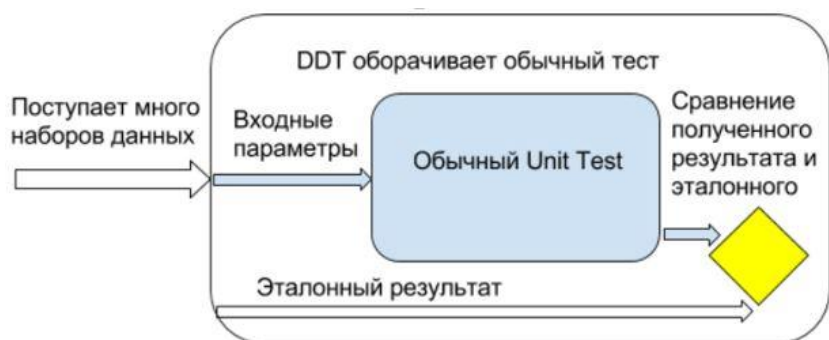 DDT оборачивает обычный тест
Поступает много
наборов данных
Входные
параметры
Обычный Unit Test
Сравнение
полученного
результата и
эталонного
Эталонный результат